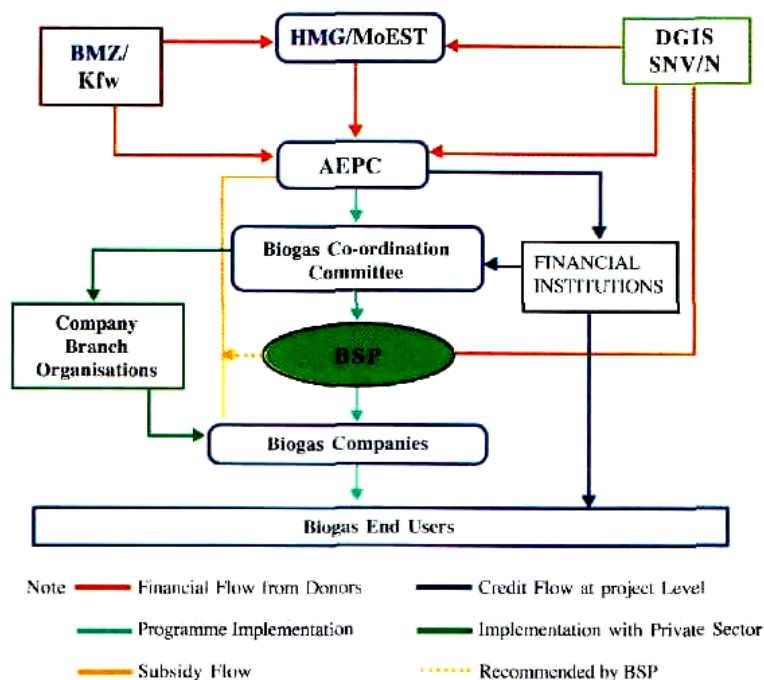 BMZ/
Kfw
HMG/MoEST
DGIS
SNV/N
AEPC
Biogas Co-ordination
Committee
FINANCIAL
INSTITUTIONS
Company
Branch
Organisations
BSP
Biogas Companies
Biogas End Users
Note
Financial Flow from Donors
Credit Flow at project Level
Programme Implementation
Implementation with Private Sector
Subsidy Flow
Recommended by BSP